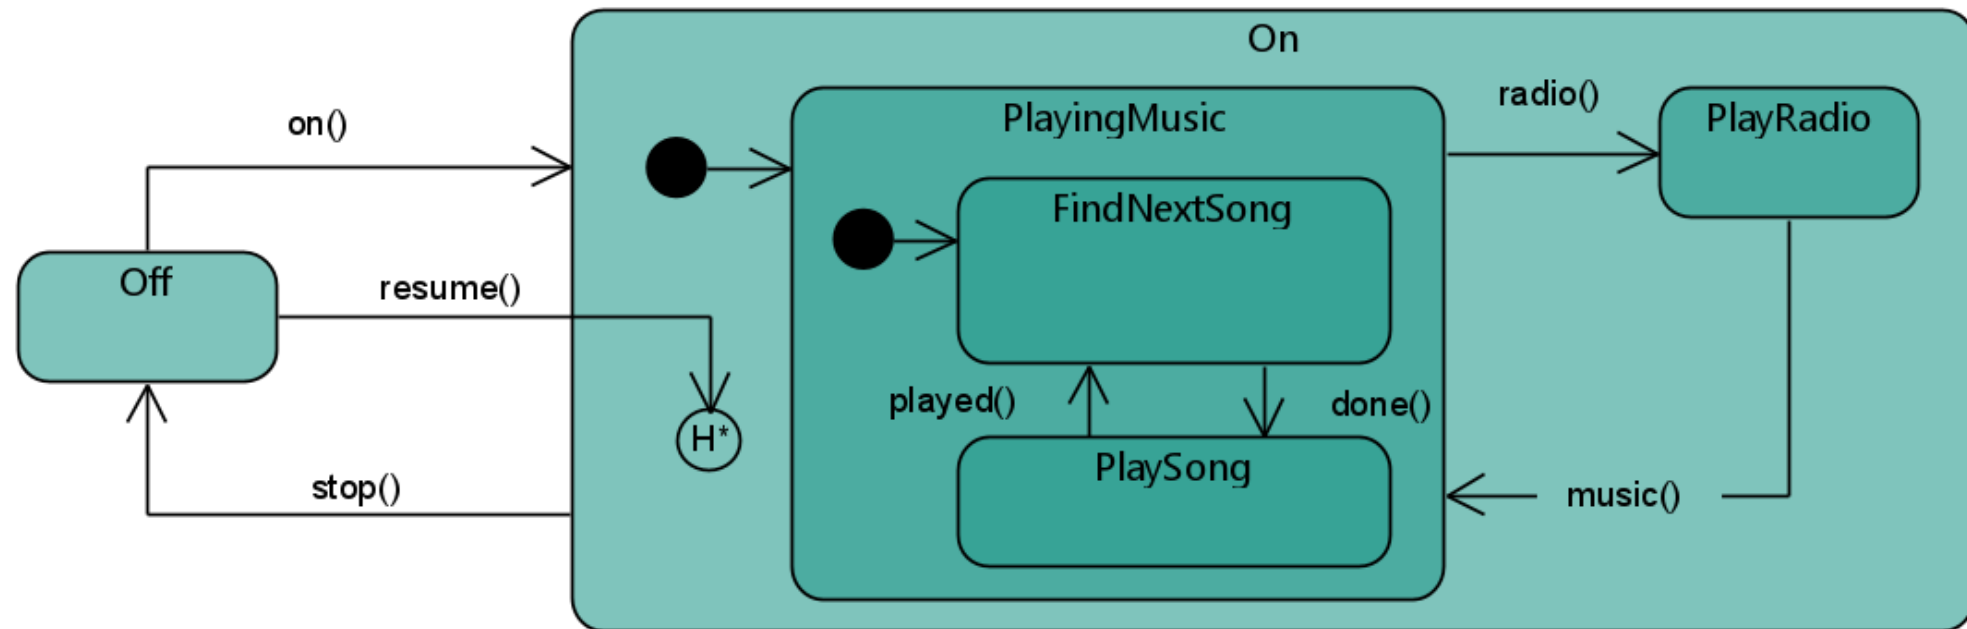 On
on()
PlayingMusic
radio()
PlayRadio
FindNextSong
Off
resume()
played()
done()
H*
PlaySong
stop()
music()